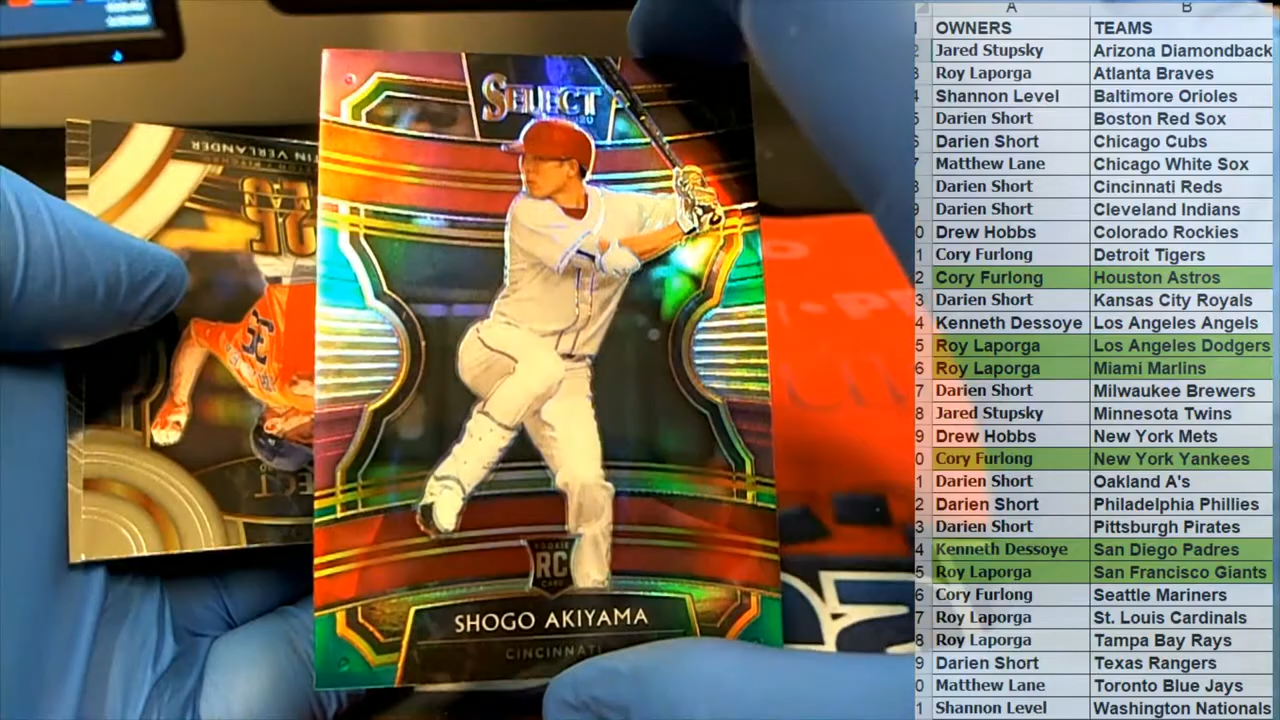 SELECT
2020
ROOKIE
RC
CARD
SHOGO AKIYAMA
CINCINNATI
VERLANDER
35
A B
OWNERS TEAMS
Jared Stupsky Arizona Diamondback
Roy Laporga Atlanta Braves
Shannon Level Baltimore Orioles
Darien Short Boston Red Sox
Darien Short Chicago Cubs
Matthew Lane Chicago White Sox
Darien Short Cincinnati Reds
Darien Short Cleveland Indians
Drew Hobbs Colorado Rockies
Cory Furlong Detroit Tigers
Cory Furlong Houston Astros
Darien Short Kansas City Royals
Kenneth Dessoye Los Angeles Angels
Roy Laporga Los Angeles Dodgers
Roy Laporga Miami Marlins
Darien Short Milwaukee Brewers
Jared Stupsky Minnesota Twins
Drew Hobbs New York Mets
Cory Furlong New York Yankees
Darien Short Oakland A's
Darien Short Philadelphia Phillies
Darien Short Pittsburgh Pirates
Kenneth Dessoye San Diego Padres
Roy Laporga San Francisco Giants
Cory Furlong Seattle Mariners
Roy Laporga St. Louis Cardinals
Roy Laporga Tampa Bay Rays
Darien Short Texas Rangers
Matthew Lane Toronto Blue Jays
Shannon Level Washington Nationals